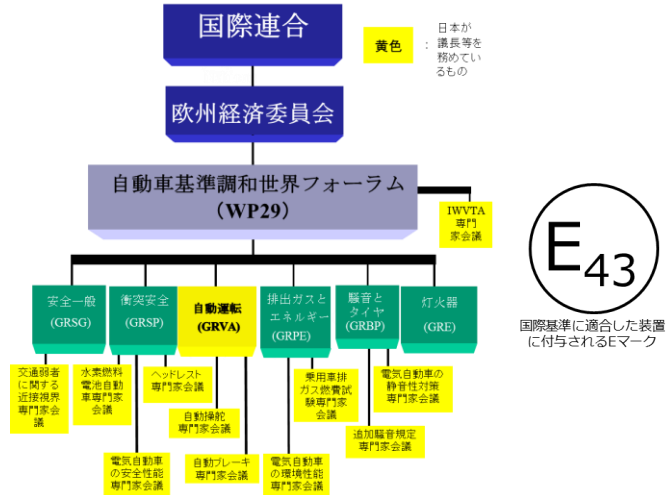 国際連合
黄色
：
日本が
議長等を
務めてい
るもの
欧州経済委員会
自動車基準調和世界フォーラム
（WP29）
IWVTA
専門
家会議
安全一般
(GRSG)
衝突安全
(GRSP)
自動運転
(GRVA)
排出ガスと
エネルギー
(GRPE)
騒音と
タイヤ
(GRBP)
灯火器
(GRE)
交通弱者
に関する
近接視界
専門家会
議
水素燃料
電池自動
車専門家
会議
ヘッドレスト
専門家会議
自動操舵
専門家会議
乗用車排
ガス燃費試
験専門家
会議
電気自動車の
静音性対策
専門家会議
追加騒音規定
専門家会議
電気自動車
の安全性能
専門家会議
自動ブレーキ
専門家会議
電気自動車
の環境性能
専門家会議
E43
国際基準に適合した装置
に付与されるEマーク